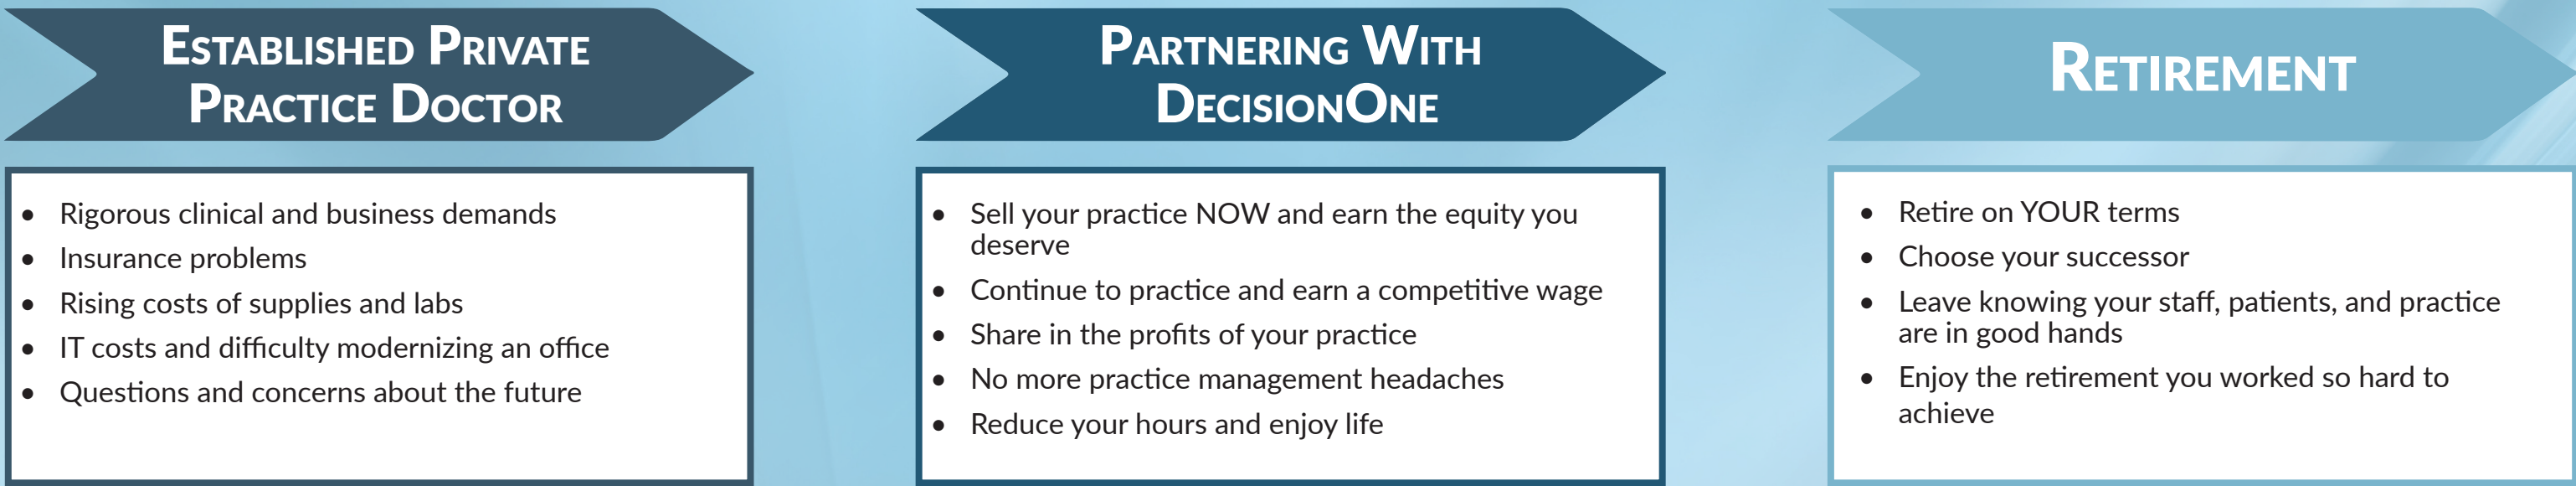 Established Private
Practice Doctor
• Rigorous clinical and business demands
• Insurance problems
• Rising costs of supplies and labs
• IT costs and difficulty modernizing an office
• Questions and concerns about the future
Partnering With
DecisionOne
• Sell your practice NOW and earn the equity you
deserve
• Continue to practice and earn a competitive wage
• Share in the profits of your practice
• No more practice management headaches
• Reduce your hours and enjoy life
Retirement
• Retire on YOUR terms
• Choose your successor
• Leave knowing your staff, patients, and practice
are in good hands
• Enjoy the retirement you worked so hard to
achieve